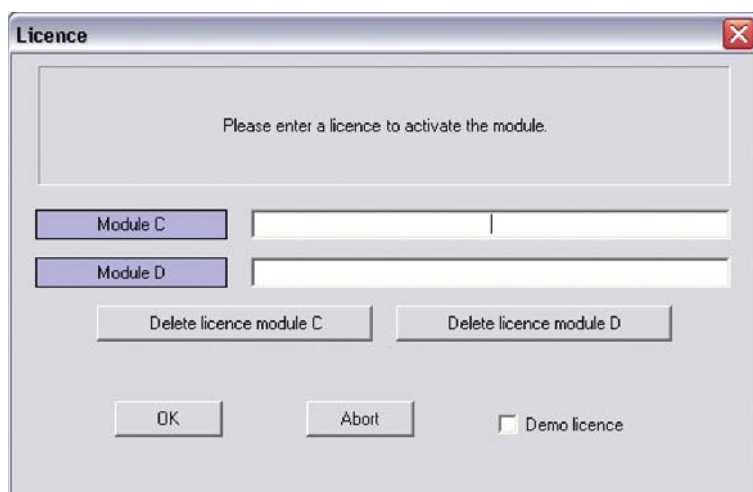 Licence
Please enter a licence to activate the module.
Module C
Module D
Delete licence module C
Delete licence module D
OK
Abort
Demo licence